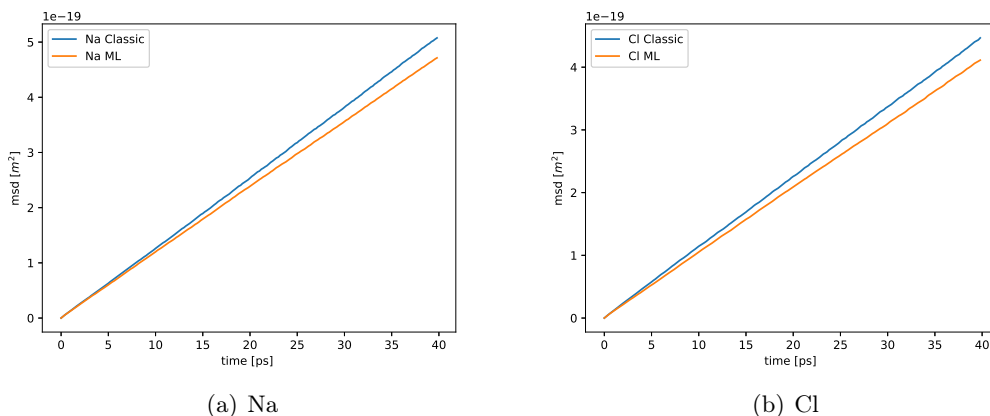 1e−19
Na Classic
Na ML
5
4
3
2
1
0
msd [m²]
0 5 10 15 20 25 30 35 40
time [ps]
(a) Na
1e−19
Cl Classic
Cl ML
4
3
2
1
0
msd [m²]
0 5 10 15 20 25 30 35 40
time [ps]
(b) Cl